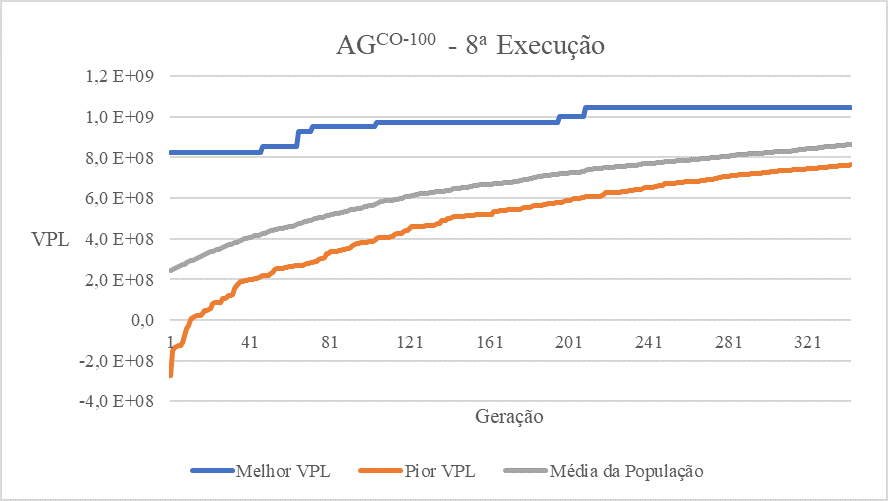 AGCO-100 - 8ª Execução
1,2 E+09
1,0 E+09
8,0 E+08
6,0 E+08
VPL
4,0 E+08
2,0 E+08
0,0
1 41 81 121 161 201 241 281 321
-2,0 E+08
-4,0 E+08
Geração
Melhor VPL Pior VPL Média da População